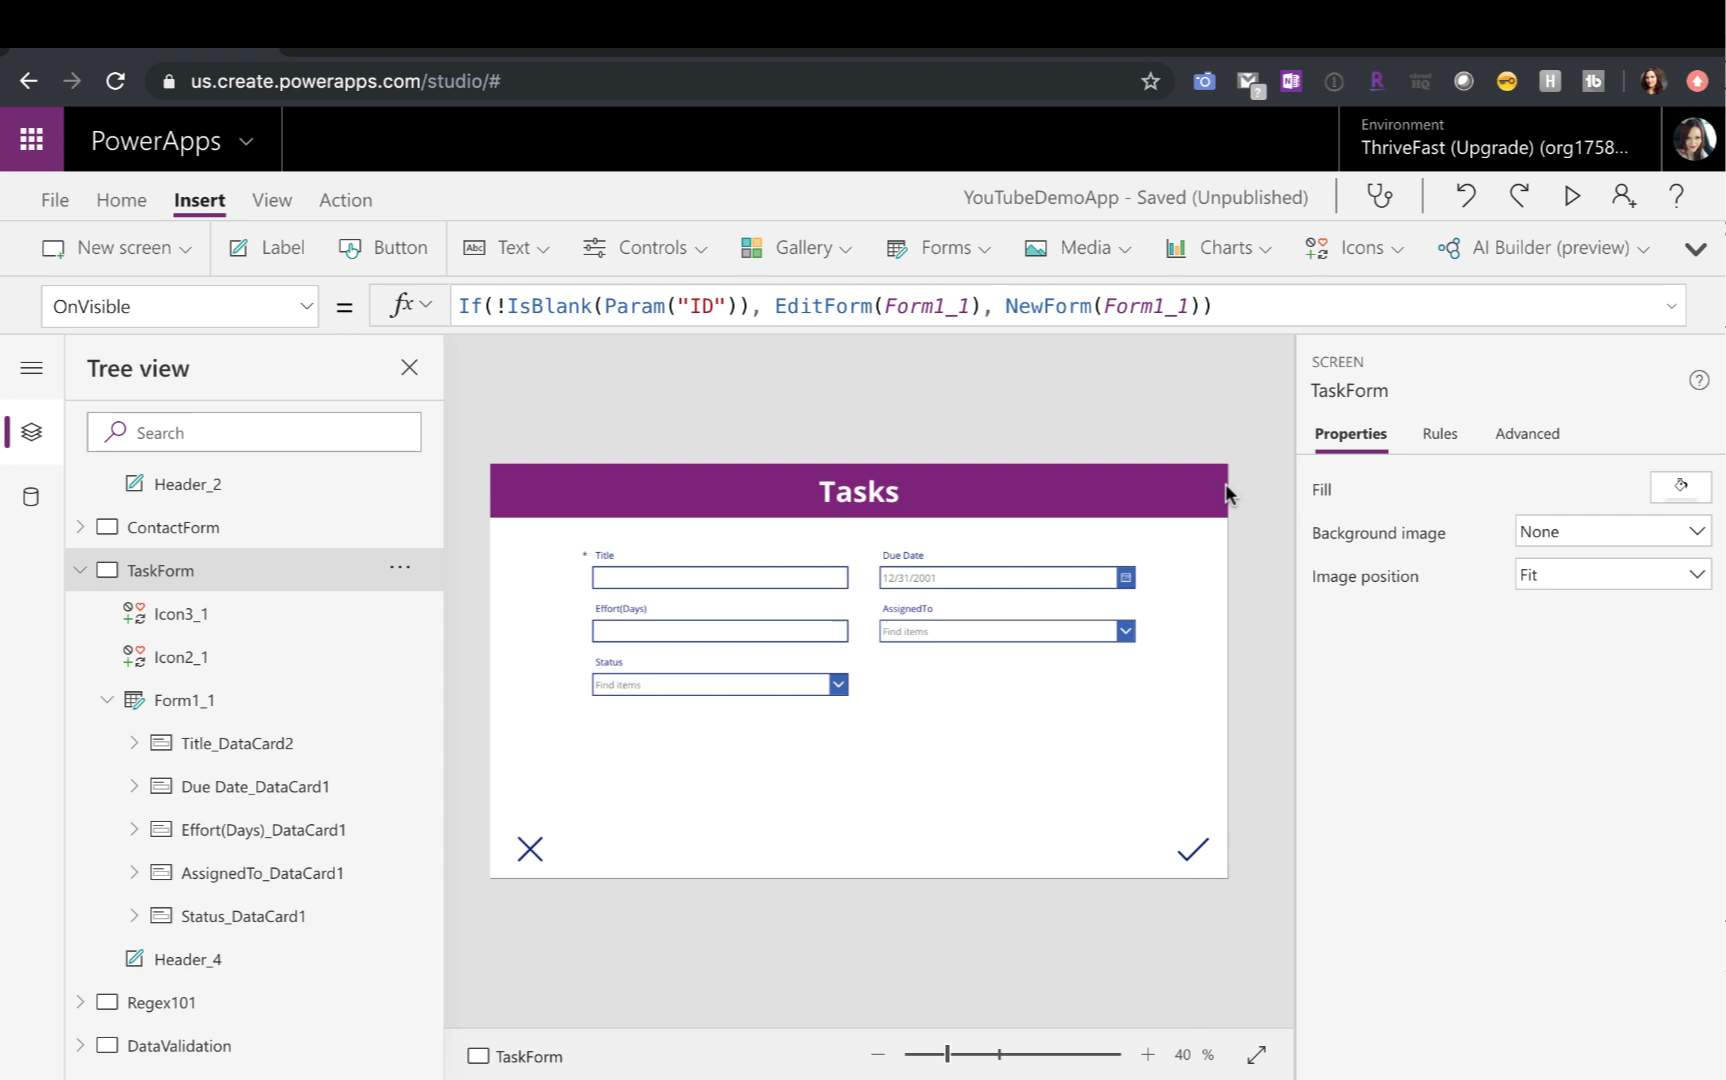 us.create.powerapps.com/studio/#
PowerApps
Environment
ThriveFast (Upgrade) (org1758...
File Home Insert View Action
YouTubeDemoApp - Saved (Unpublished)
New screen Label Button Text Controls Gallery Forms Media Charts Icons AI Builder (preview)
OnVisible = fx If(!IsBlank(Param("ID")), EditForm(Form1_1), NewForm(Form1_1))
Tree view
Search
Header_2
ContactForm
TaskForm ...
Icon3_1
Icon2_1
Form1_1
Title_DataCard2
Due Date_DataCard1
Effort(Days)_DataCard1
AssignedTo_DataCard1
Status_DataCard1
Header_4
Regex101
DataValidation
Tasks
* Title Due Date
12/31/2001
Effort(Days) AssignedTo
Find items
Status
Find items
TaskForm
40 %
SCREEN
TaskForm
Properties Rules Advanced
Fill
Background image None
Image position Fit